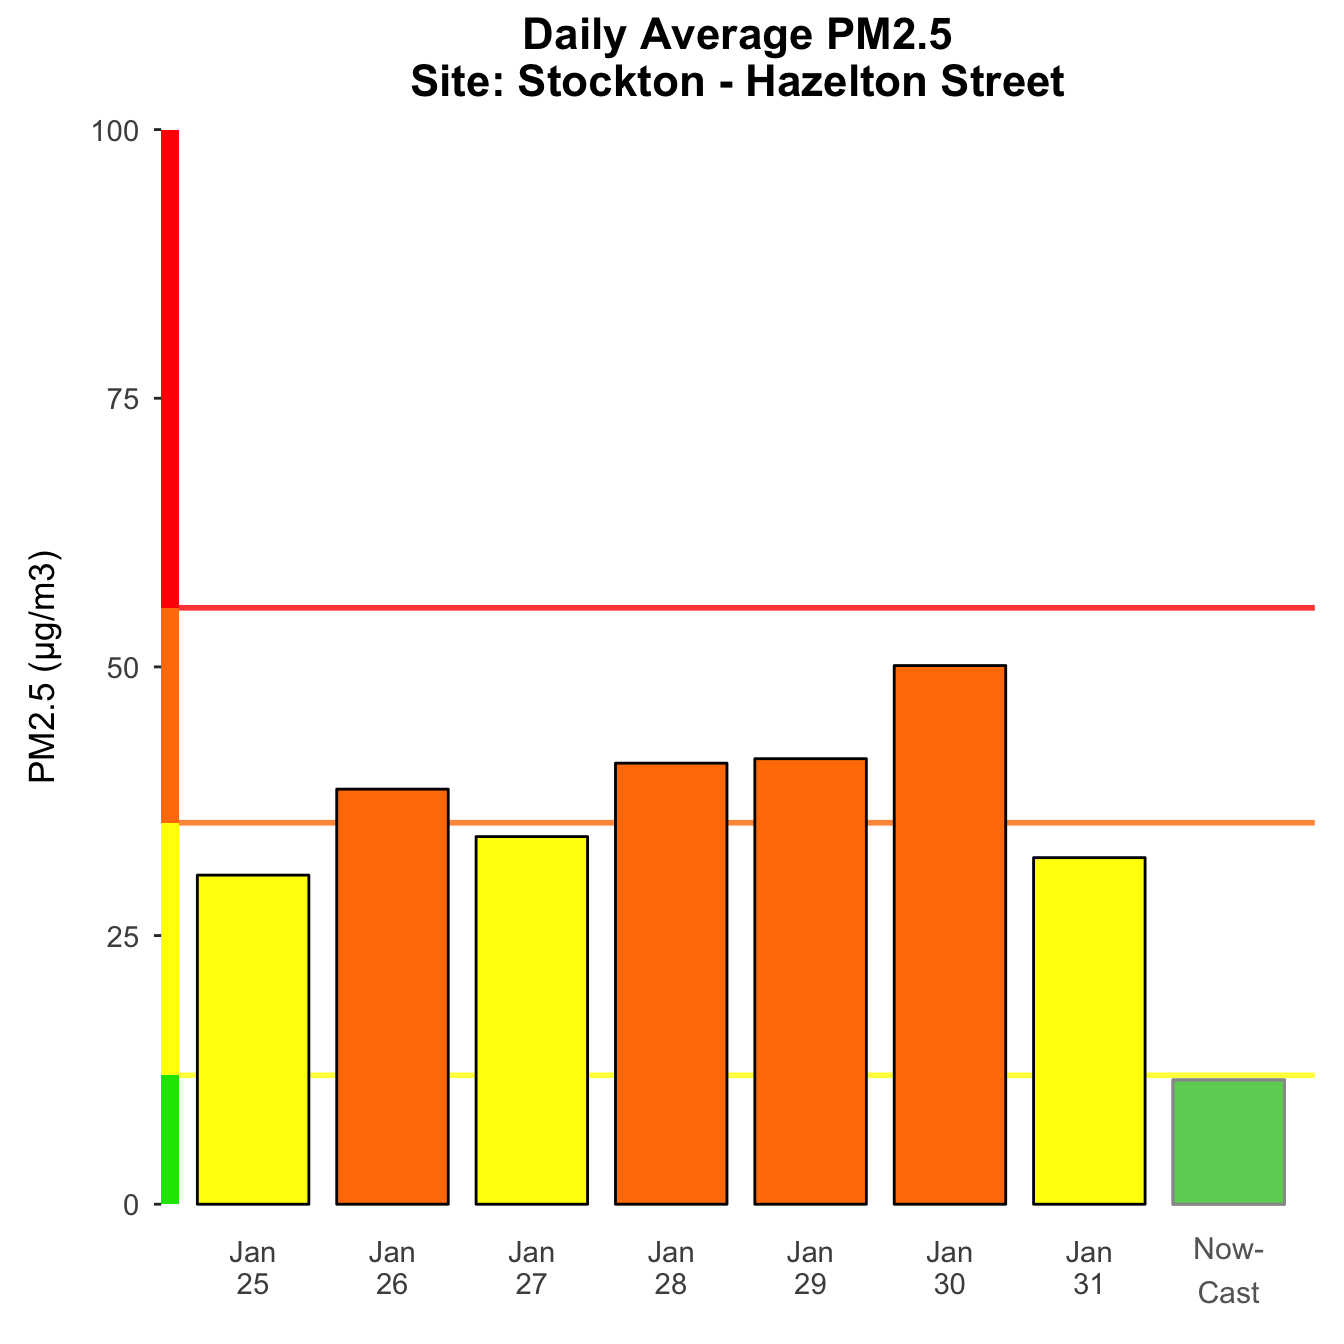 Daily Average PM2.5
Site: Stockton - Hazelton Street
100
75
50
25
0
PM2.5 (µg/m3)
Jan
25
Jan
26
Jan
27
Jan
28
Jan
29
Jan
30
Jan
31
Now-
Cast